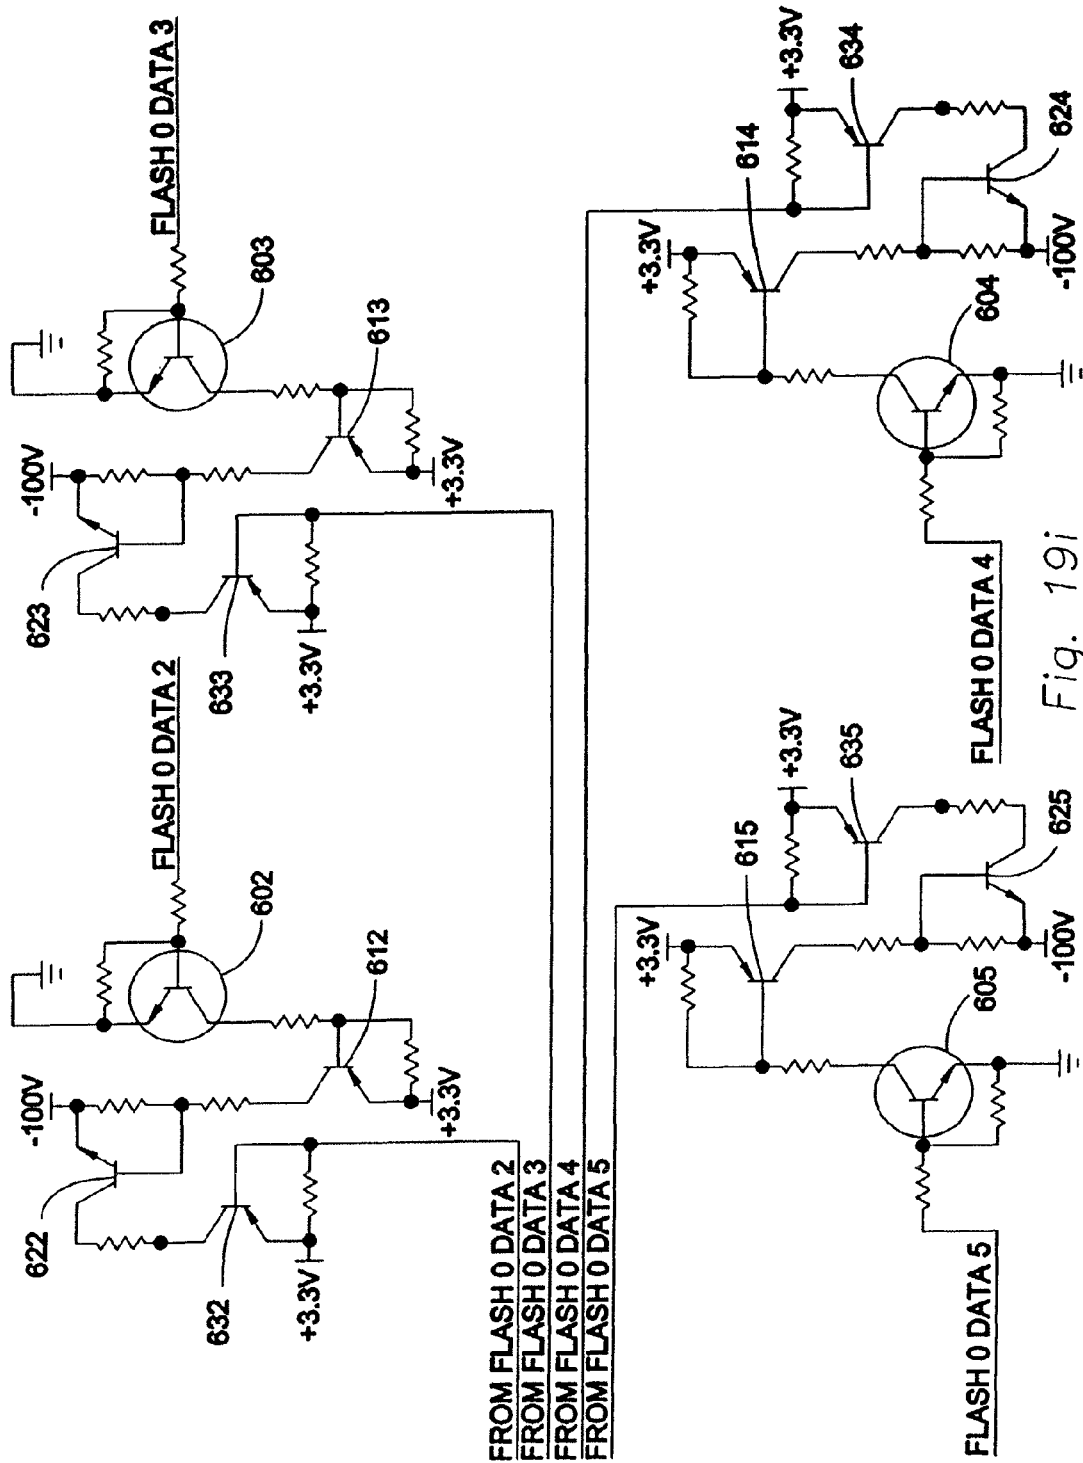 FLASH 0 DATA 3
603
613
-100V
+3.3V
623
633
+3.3V
FLASH 0 DATA 2
602
612
-100V
+3.3V
622
632
+3.3V
FROM FLASH 0 DATA 2
FROM FLASH 0 DATA 3
FROM FLASH 0 DATA 4
FROM FLASH 0 DATA 5
+3.3V
634
614
+3.3V
624
-100V
604
FLASH 0 DATA 4
+3.3V
635
615
+3.3V
625
-100V
605
FLASH 0 DATA 5
Fig. 19i